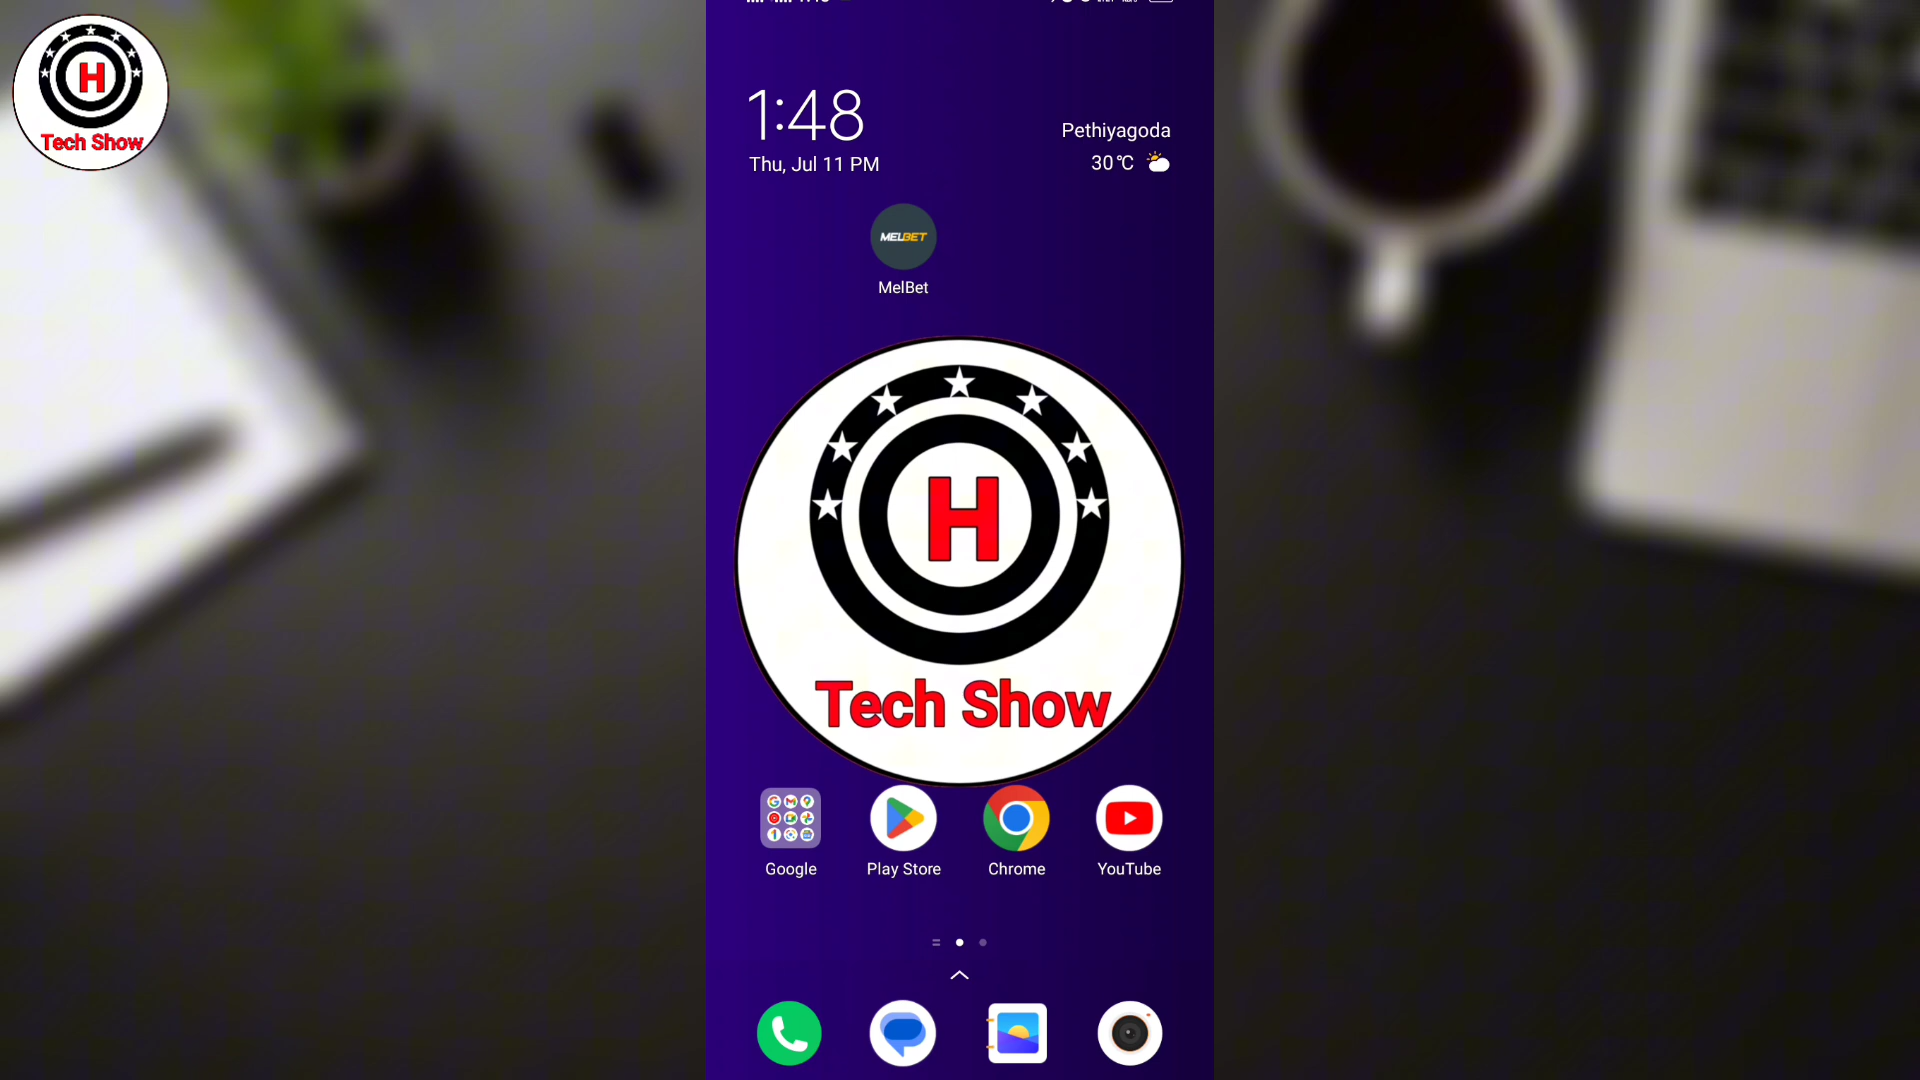 H
Tech Show
1:48
Thu, Jul 11 PM
Pethiyagoda
30°C
MELBET
MelBet
H
Tech Show
Google
Play Store
Chrome
YouTube